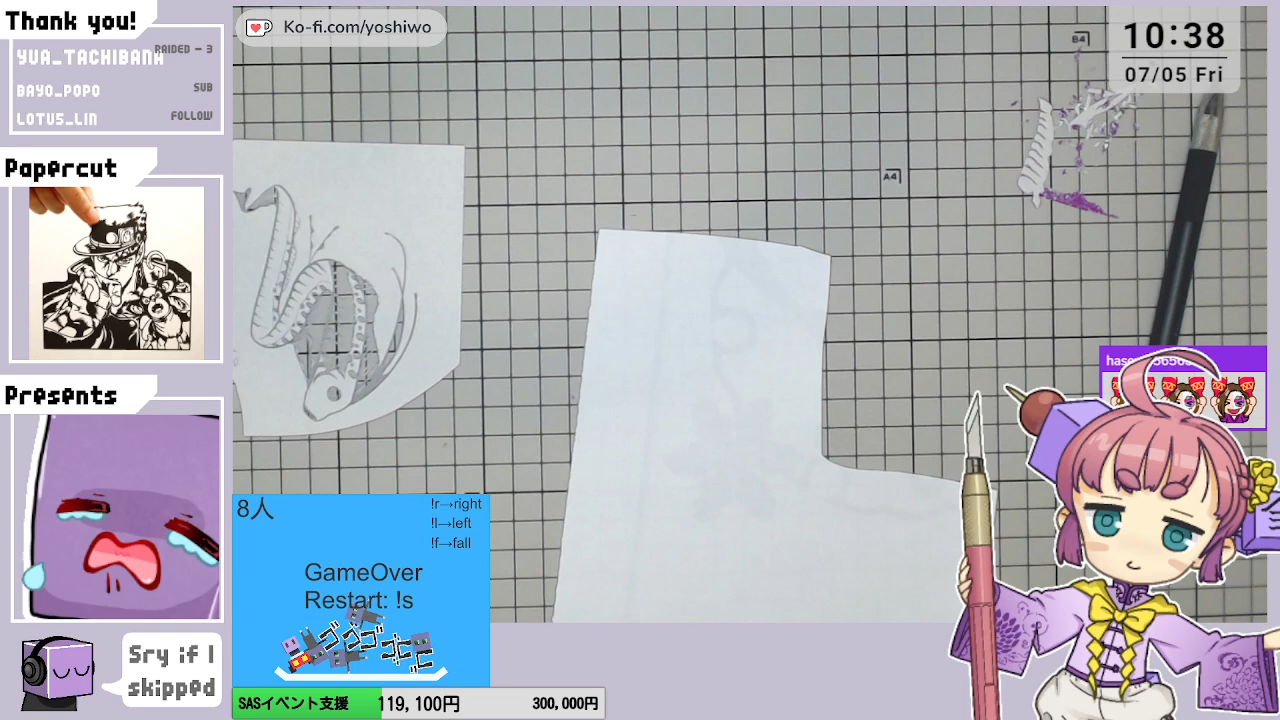 Thank you!
YUA_TACHIBANA
RAIDED - 3
BAYO_POPO
SUB
LOTU5_LIN
FOLLOW
Papercut
Presents
Sry if I
skipped
Ko-fi.com/yoshiwo
B4
A4
10:38
07/05 Fri
8人
!r→right
!l→left
!f→fall
GameOver
Restart: !s
SASイベント支援
119,100円
300,000円